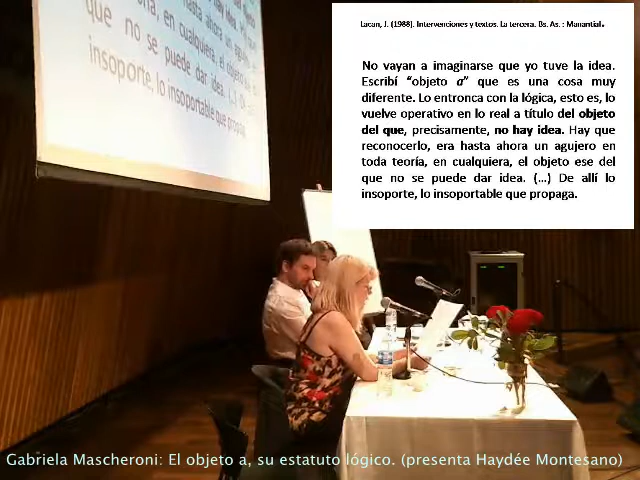 hasta ahora un agujero
que no se puede dar idea. (...) De a
insoporte, lo insoportable que propaga
Lacan, J. (1988). Intervenciones y textos. La tercera. Bs. As. : Manantial.
No vayan a imaginarse que yo tuve la idea.
Escribí "objeto a" que es una cosa muy
diferente. Lo entronca con la lógica, esto es, lo
vuelve operativo en lo real a título del objeto
del que, precisamente, no hay idea. Hay que
reconocerlo, era hasta ahora un agujero en
toda teoría, en cualquiera, el objeto ese del
que no se puede dar idea. (...) De allí lo
insoporte, lo insoportable que propaga.
Gabriela Mascheroni: El objeto a, su estatuto lógico. (presenta Haydée Montesano)